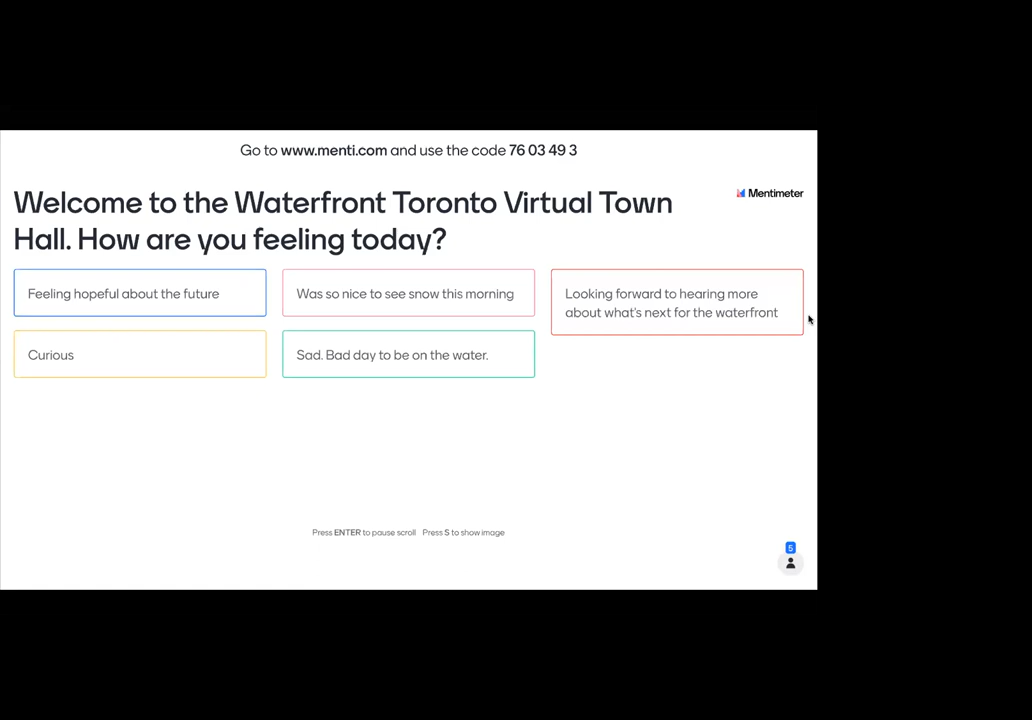 Go to www.menti.com and use the code 76 03 49 3
Welcome to the Waterfront Toronto Virtual Town
Hall. How are you feeling today?
Mentimeter
Feeling hopeful about the future
Was so nice to see snow this morning
Looking forward to hearing more
about what's next for the waterfront
Curious
Sad. Bad day to be on the water.
Press ENTER to pause scroll Press S to show image
5